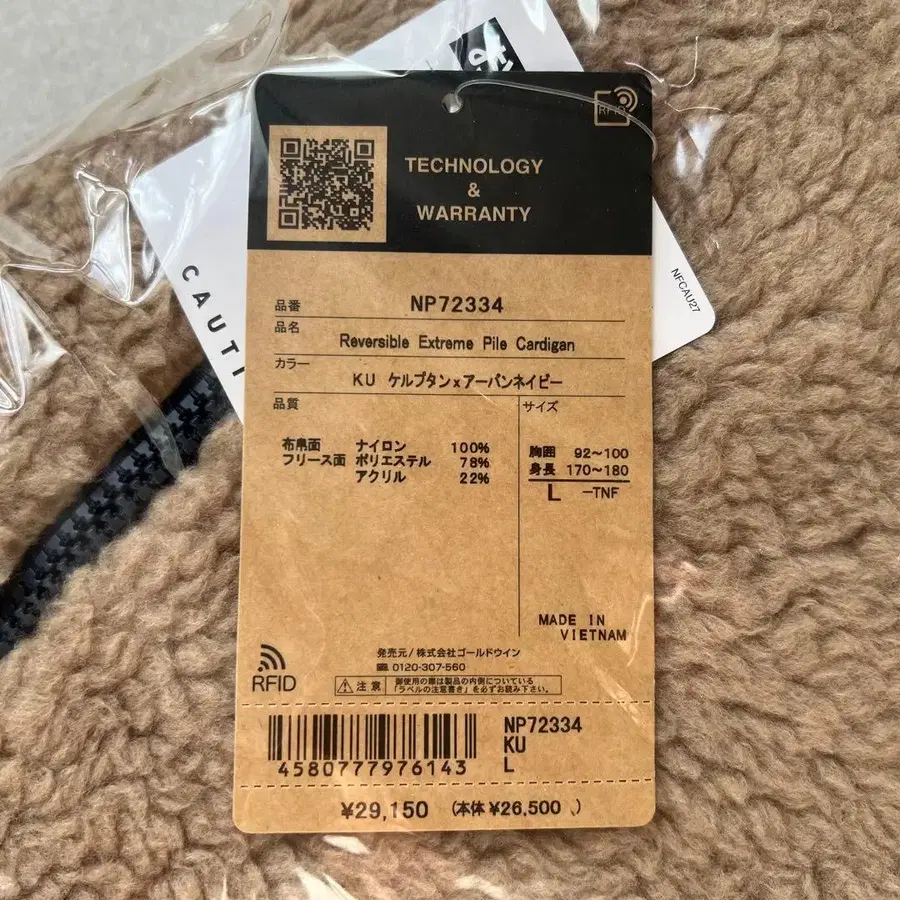 RFID
TECHNOLOGY
&
WARRANTY
CAUTI
NFCAU27
品番 NP72334
品名
Reversible Extreme Pile Cardigan
カラー
KU ケルプタン×アーバンネイビー
品質
サイズ
布帛面 ナイロン 100%
フリース面 ポリエステル 78%
アクリル 22%
胸囲 92~100
身長 170~180
L -TNF
MADE IN
VIETNAM
発売元/株式会社ゴールドウイン
0120-307-560
RFID
注意 御使用の際は製品の内側についている
「ラベルの注意書き」を必ずお読み下さい。
4580777976143
NP72334
KU
L
¥29,150 (本体 ¥26,500 )